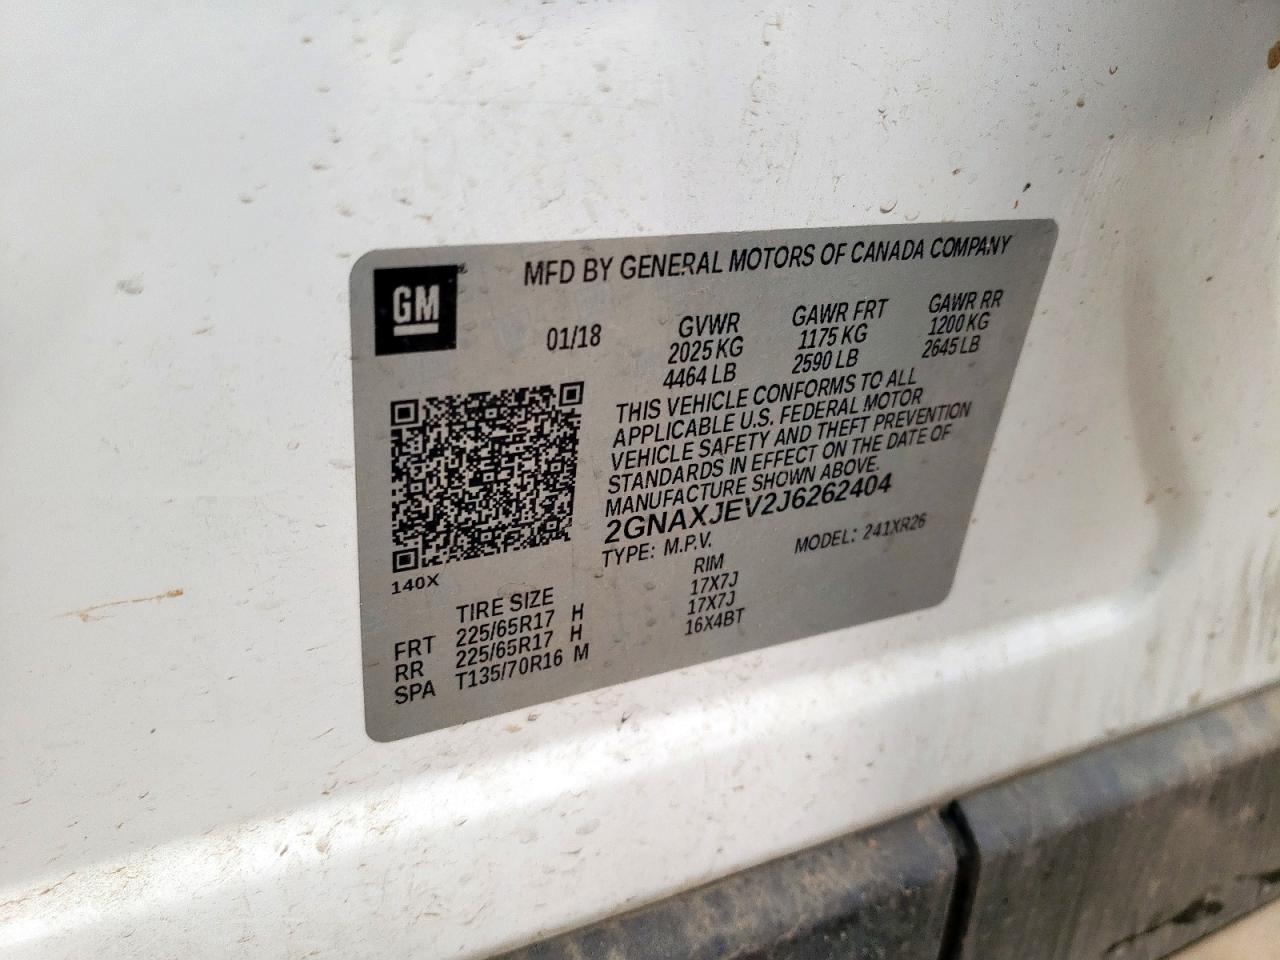 GM
MFD BY GENERAL MOTORS OF CANADA COMPANY
01/18
GVWR GAWR FRT GAWR RR
2025 KG 1175 KG 1200 KG
4464 LB 2590 LB 2645 LB
THIS VEHICLE CONFORMS TO ALL
APPLICABLE U.S. FEDERAL MOTOR
VEHICLE SAFETY AND THEFT PREVENTION
STANDARDS IN EFFECT ON THE DATE OF
MANUFACTURE SHOWN ABOVE.
2GNAXJEV2J6262404
TYPE: M.P.V. MODEL: 241XR26
140X
TIRE SIZE RIM
FRT 225/65R17 H 17X7J
RR 225/65R17 H 17X7J
SPA T135/70R16 M 16X4BT